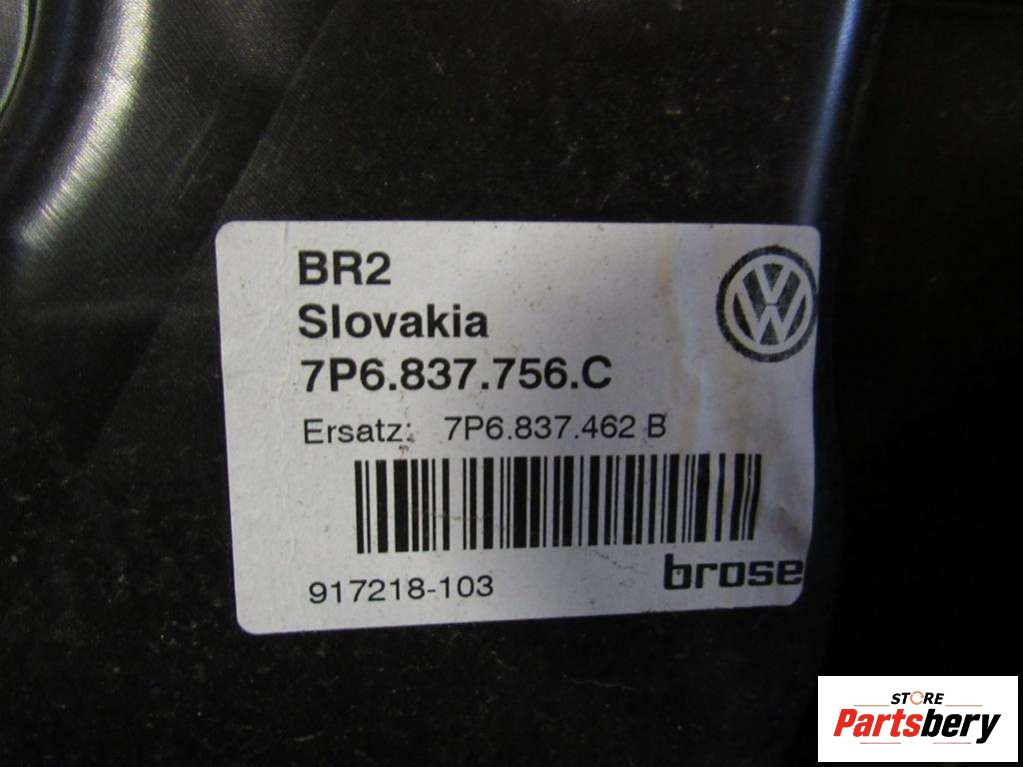 BR2
Slovakia
7P6.837.756.C
Ersatz: 7P6.837.462 B
917218-103
brose
STORE
Partsbery